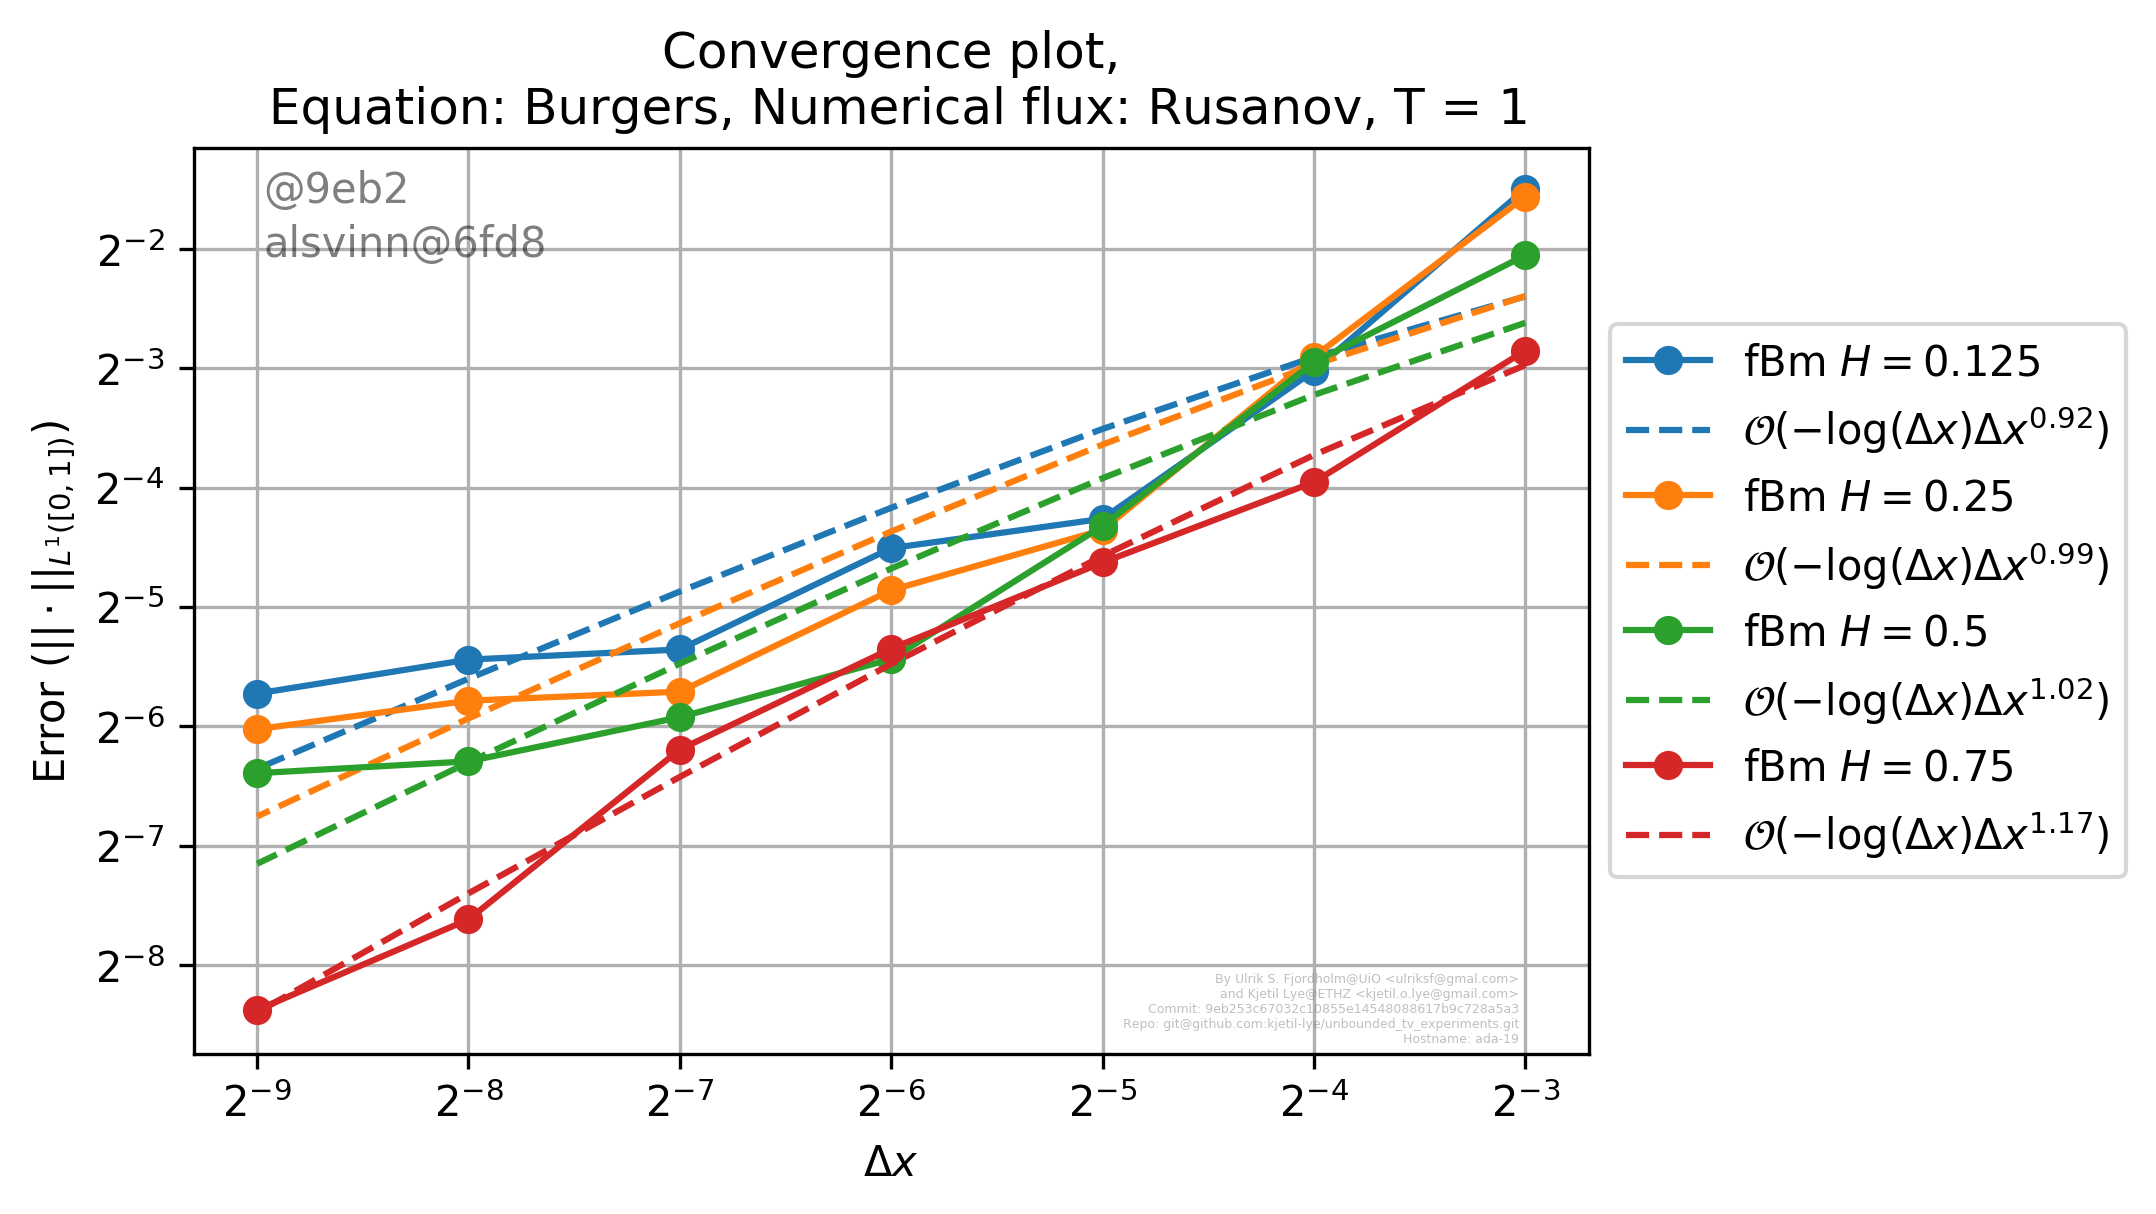 Convergence plot,
Equation: Burgers, Numerical flux: Rusanov, T = 1
@9eb2
alsvinn@6fd8
2⁻²
2⁻³
2⁻⁴
2⁻⁵
2⁻⁶
2⁻⁷
2⁻⁸
Error (|| · ||_{L¹([0, 1])})
2⁻⁹
2⁻⁸
2⁻⁷
2⁻⁶
2⁻⁵
2⁻⁴
2⁻³
Δx
fBm H = 0.125
𝒪(−log(Δx)Δx^{0.92})
fBm H = 0.25
𝒪(−log(Δx)Δx^{0.99})
fBm H = 0.5
𝒪(−log(Δx)Δx^{1.02})
fBm H = 0.75
𝒪(−log(Δx)Δx^{1.17})
By Ulrik S. Fjordholm@UiO <ulriksf@gmal.com>
and Kjetil Lye@ETHZ <kjetil.o.lye@gmail.com>
Commit: 9eb253c67032c10855e14548088617b9c728a5a3
Repo: git@github.com:kjetil-lye/unbounded_tv_experiments.git
Hostname: ada-19